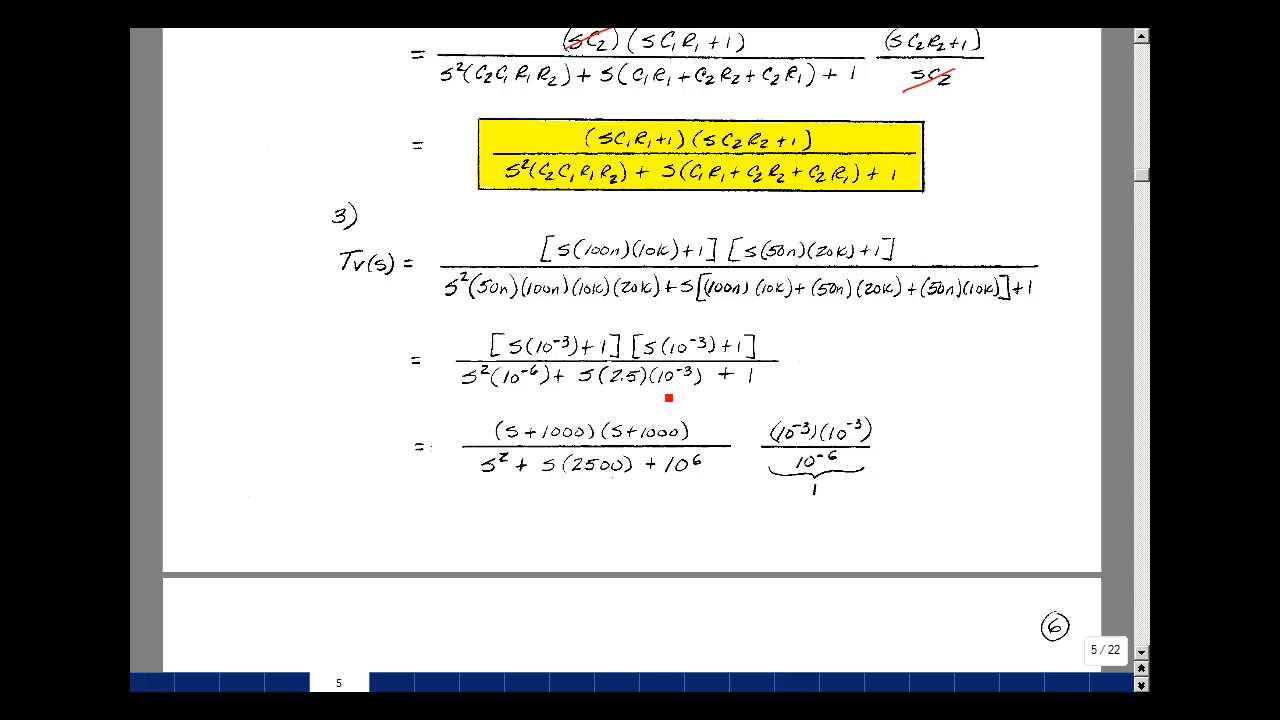 = (sC₂)(sC₁R₁+1) / s²(C₂C₁R₁R₂) + s(C₁R₁+C₂R₂+C₂R₁) + 1 (sC₂R₂+1) / sC₂
= (sC₁R₁+1)(sC₂R₂+1) / s²(C₂C₁R₁R₂) + s(C₁R₁+C₂R₂+C₂R₁) + 1
3)
Tv(s) = [s(100n)(10k)+1] [s(50n)(20k)+1] / s²(50n)(100n)(10k)(20k) + s[(100n)(10k)+(50n)(20k)+(50n)(10k)]+1
= [s(10⁻³)+1] [s(10⁻³)+1] / s²(10⁻⁶) + s(2.5)(10⁻³) + 1
= (s+1000)(s+1000) / s² + s(2500) + 10⁶ (10⁻³)(10⁻³) / 10⁻⁶
1
6
5 / 22
5